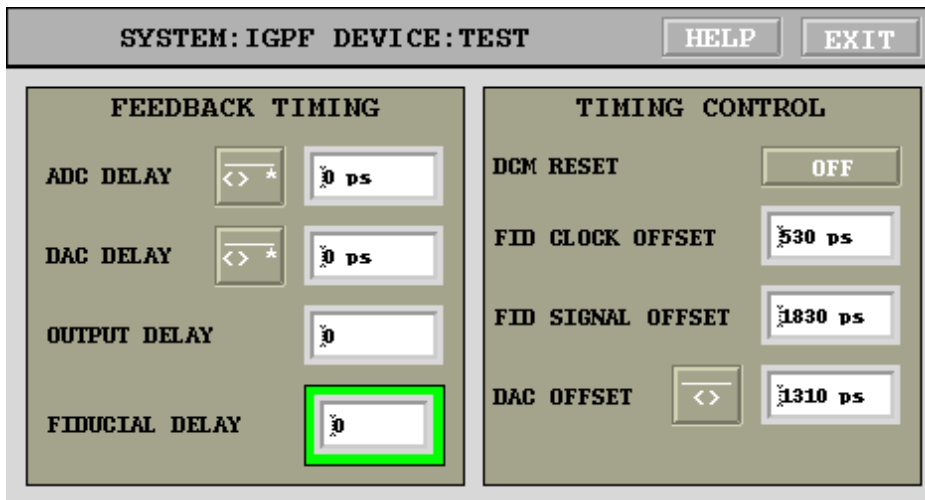 SYSTEM:IGPF DEVICE:TEST HELP EXIT
FEEDBACK TIMING
ADC DELAY <> * 0 ps
DAC DELAY <> * 0 ps
OUTPUT DELAY 0
FIDUCIAL DELAY 0
TIMING CONTROL
DCM RESET OFF
FID CLOCK OFFSET 530 ps
FID SIGNAL OFFSET 1830 ps
DAC OFFSET <> 1310 ps